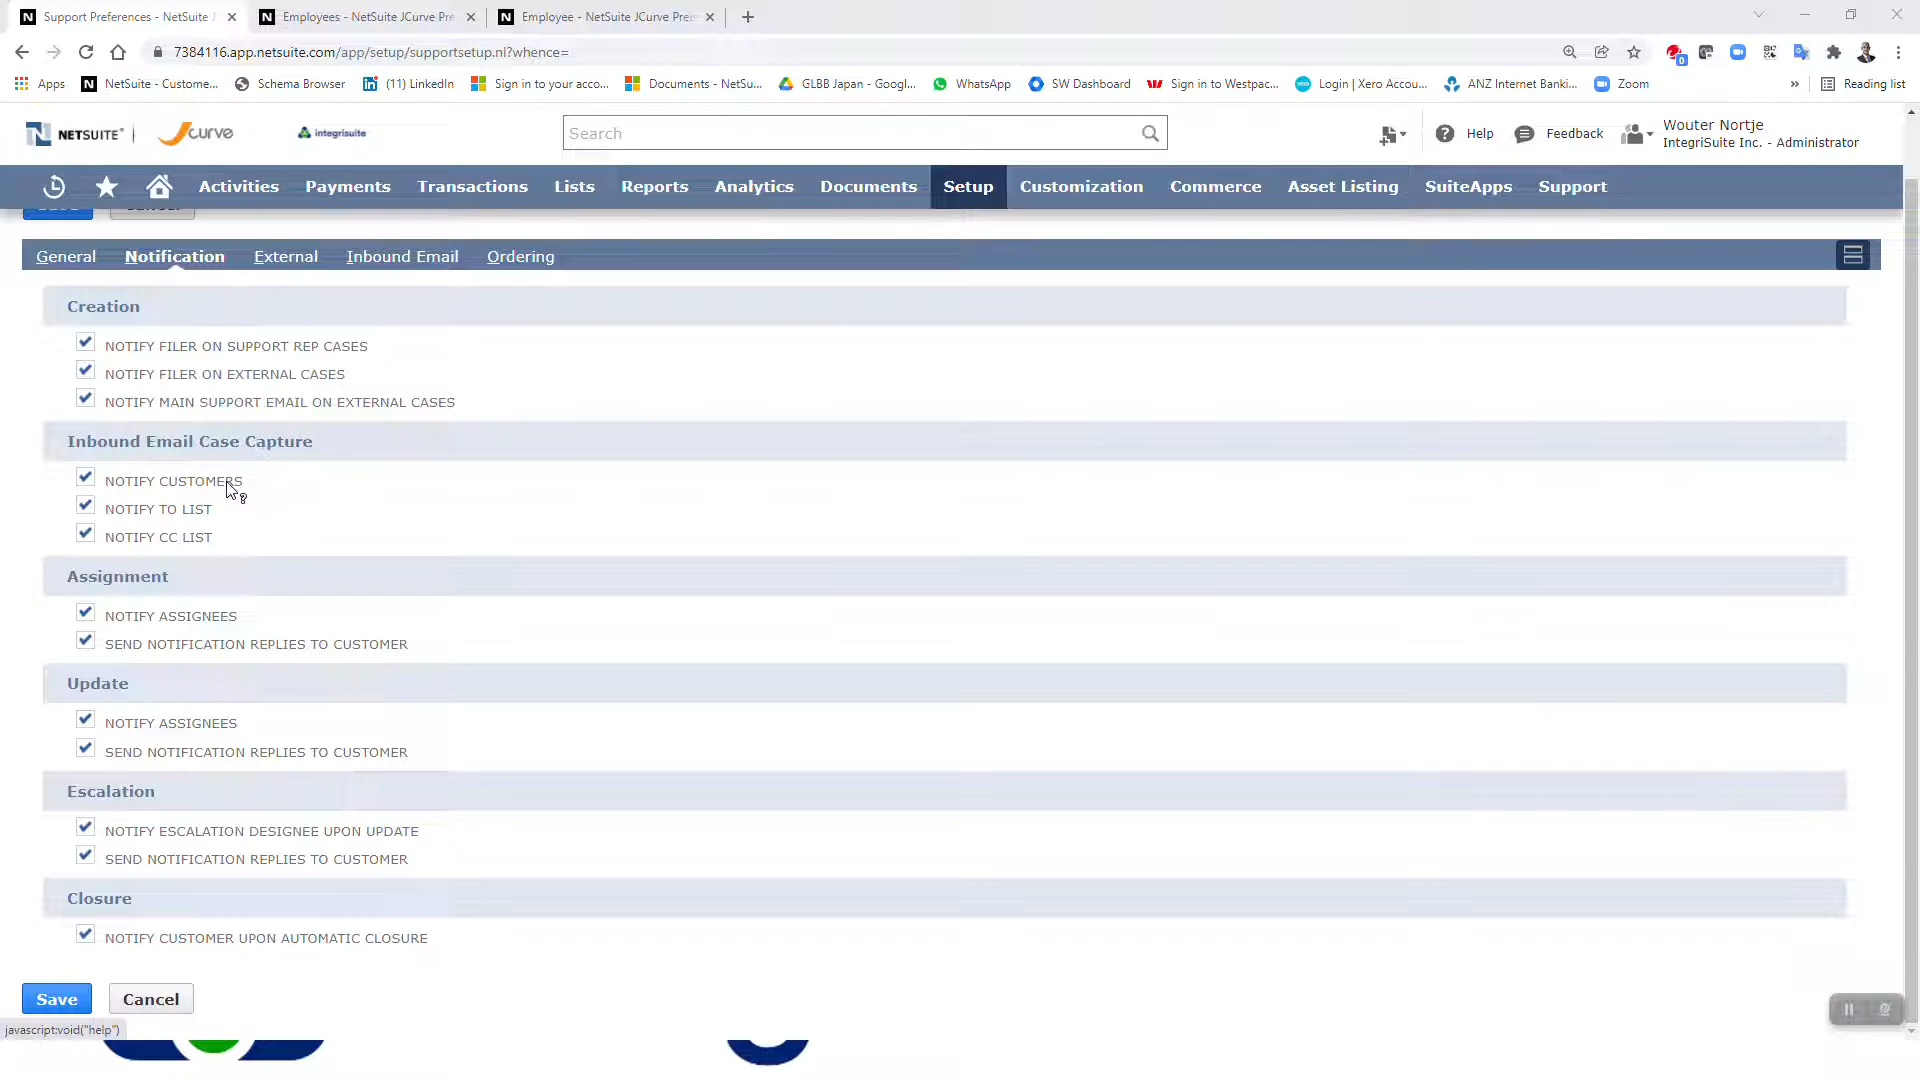 Support Preferences - NetSuite J
Employees - NetSuite JCurve Pre
Employee - NetSuite JCurve Prem
7384116.app.netsuite.com/app/setup/supportsetup.nl?whence=
Apps
NetSuite - Custome...
Schema Browser
(11) LinkedIn
Sign in to your acco...
Documents - NetSu...
GLBB Japan - Googl...
WhatsApp
SW Dashboard
Sign in to Westpac...
Login | Xero Accou...
ANZ Internet Banki...
Zoom
»
Reading list
NETSUITE
Jcurve
integrisuite
Search
Help
Feedback
Wouter Nortje
IntegriSuite Inc. - Administrator
Activities
Payments
Transactions
Lists
Reports
Analytics
Documents
Setup
Customization
Commerce
Asset Listing
SuiteApps
Support
General
Notification
External
Inbound Email
Ordering
Creation
NOTIFY FILER ON SUPPORT REP CASES
NOTIFY FILER ON EXTERNAL CASES
NOTIFY MAIN SUPPORT EMAIL ON EXTERNAL CASES
Inbound Email Case Capture
NOTIFY CUSTOMERS
NOTIFY TO LIST
NOTIFY CC LIST
Assignment
NOTIFY ASSIGNEES
SEND NOTIFICATION REPLIES TO CUSTOMER
Update
NOTIFY ASSIGNEES
SEND NOTIFICATION REPLIES TO CUSTOMER
Escalation
NOTIFY ESCALATION DESIGNEE UPON UPDATE
SEND NOTIFICATION REPLIES TO CUSTOMER
Closure
NOTIFY CUSTOMER UPON AUTOMATIC CLOSURE
Save
Cancel
javascript:void("help")